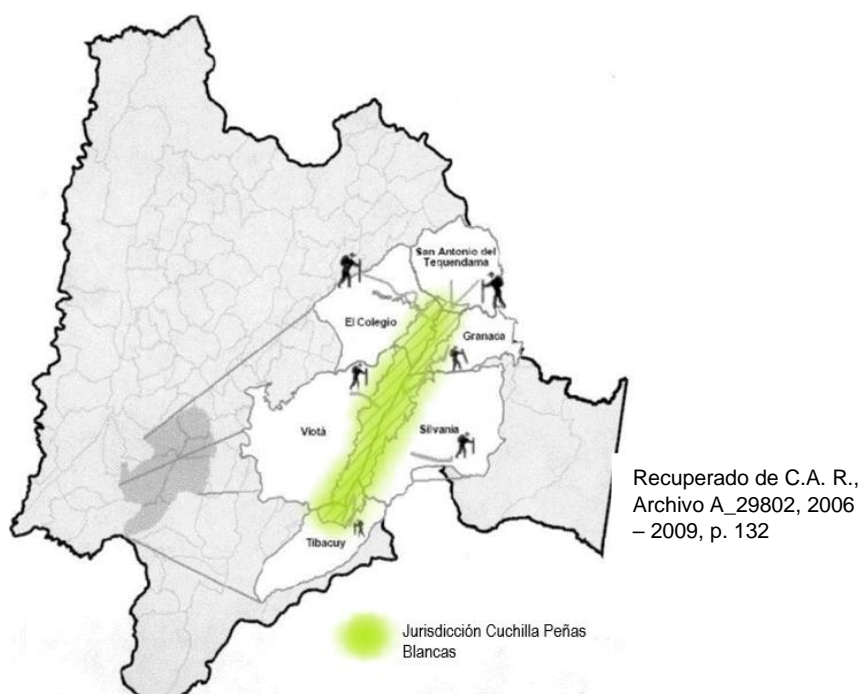 San Antonio del
Tequendama
El Colegio
Granada
Viotá
Silvania
Tibacuy
Recuperado de C.A. R.,
Archivo A_29802, 2006
– 2009, p. 132
Jurisdicción Cuchilla Peñas
Blancas